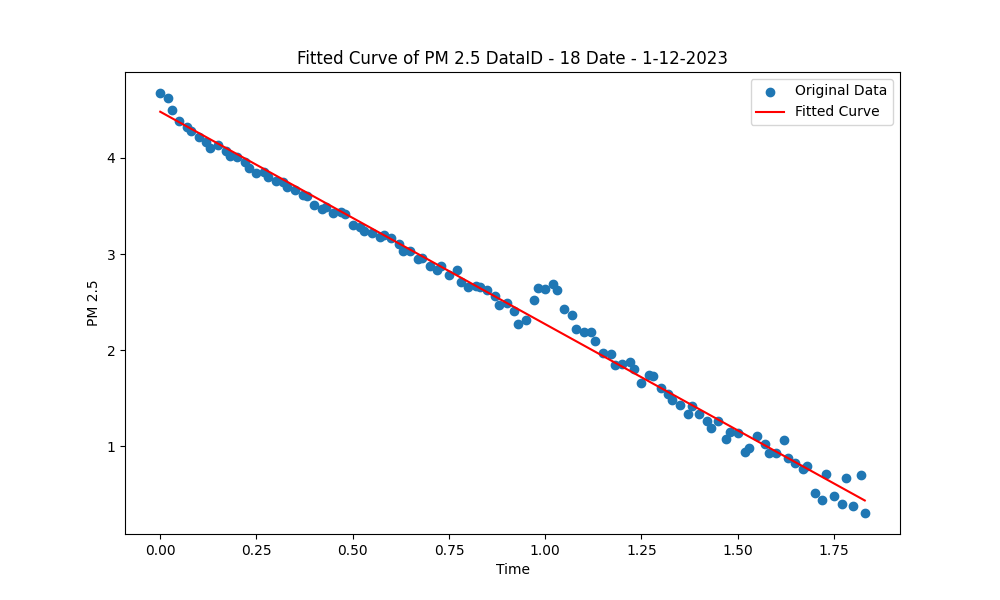 Fitted Curve of PM 2.5 DataID - 18 Date - 1-12-2023
Original Data
Fitted Curve
4
3
2
1
PM 2.5
0.00 0.25 0.50 0.75 1.00 1.25 1.50 1.75
Time